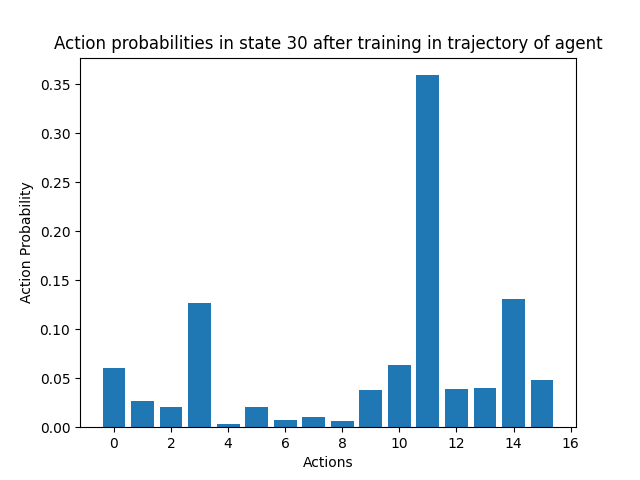 Action probabilities in state 30 after training in trajectory of agent
0.35
0.30
0.25
0.20
0.15
0.10
0.05
0.00
Action Probability
0 2 4 6 8 10 12 14 16
Actions